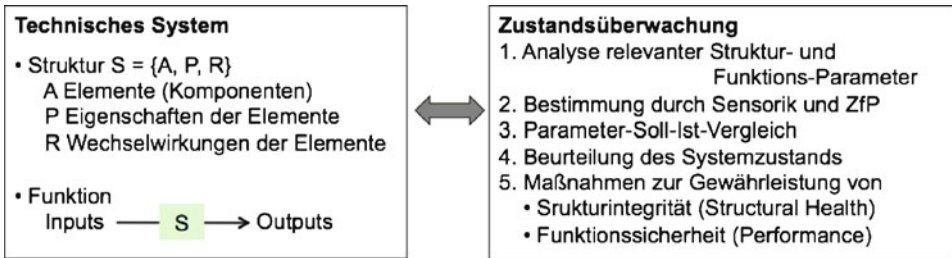 Technisches System
• Struktur S = {A, P, R}
A Elemente (Komponenten)
P Eigenschaften der Elemente
R Wechselwirkungen der Elemente
• Funktion
Inputs S Outputs
Zustandsüberwachung
1. Analyse relevanter Struktur- und
Funktions-Parameter
2. Bestimmung durch Sensorik und ZfP
3. Parameter-Soll-Ist-Vergleich
4. Beurteilung des Systemzustands
5. Maßnahmen zur Gewährleistung von
• Srukturintegrität (Structural Health)
• Funktionssicherheit (Performance)